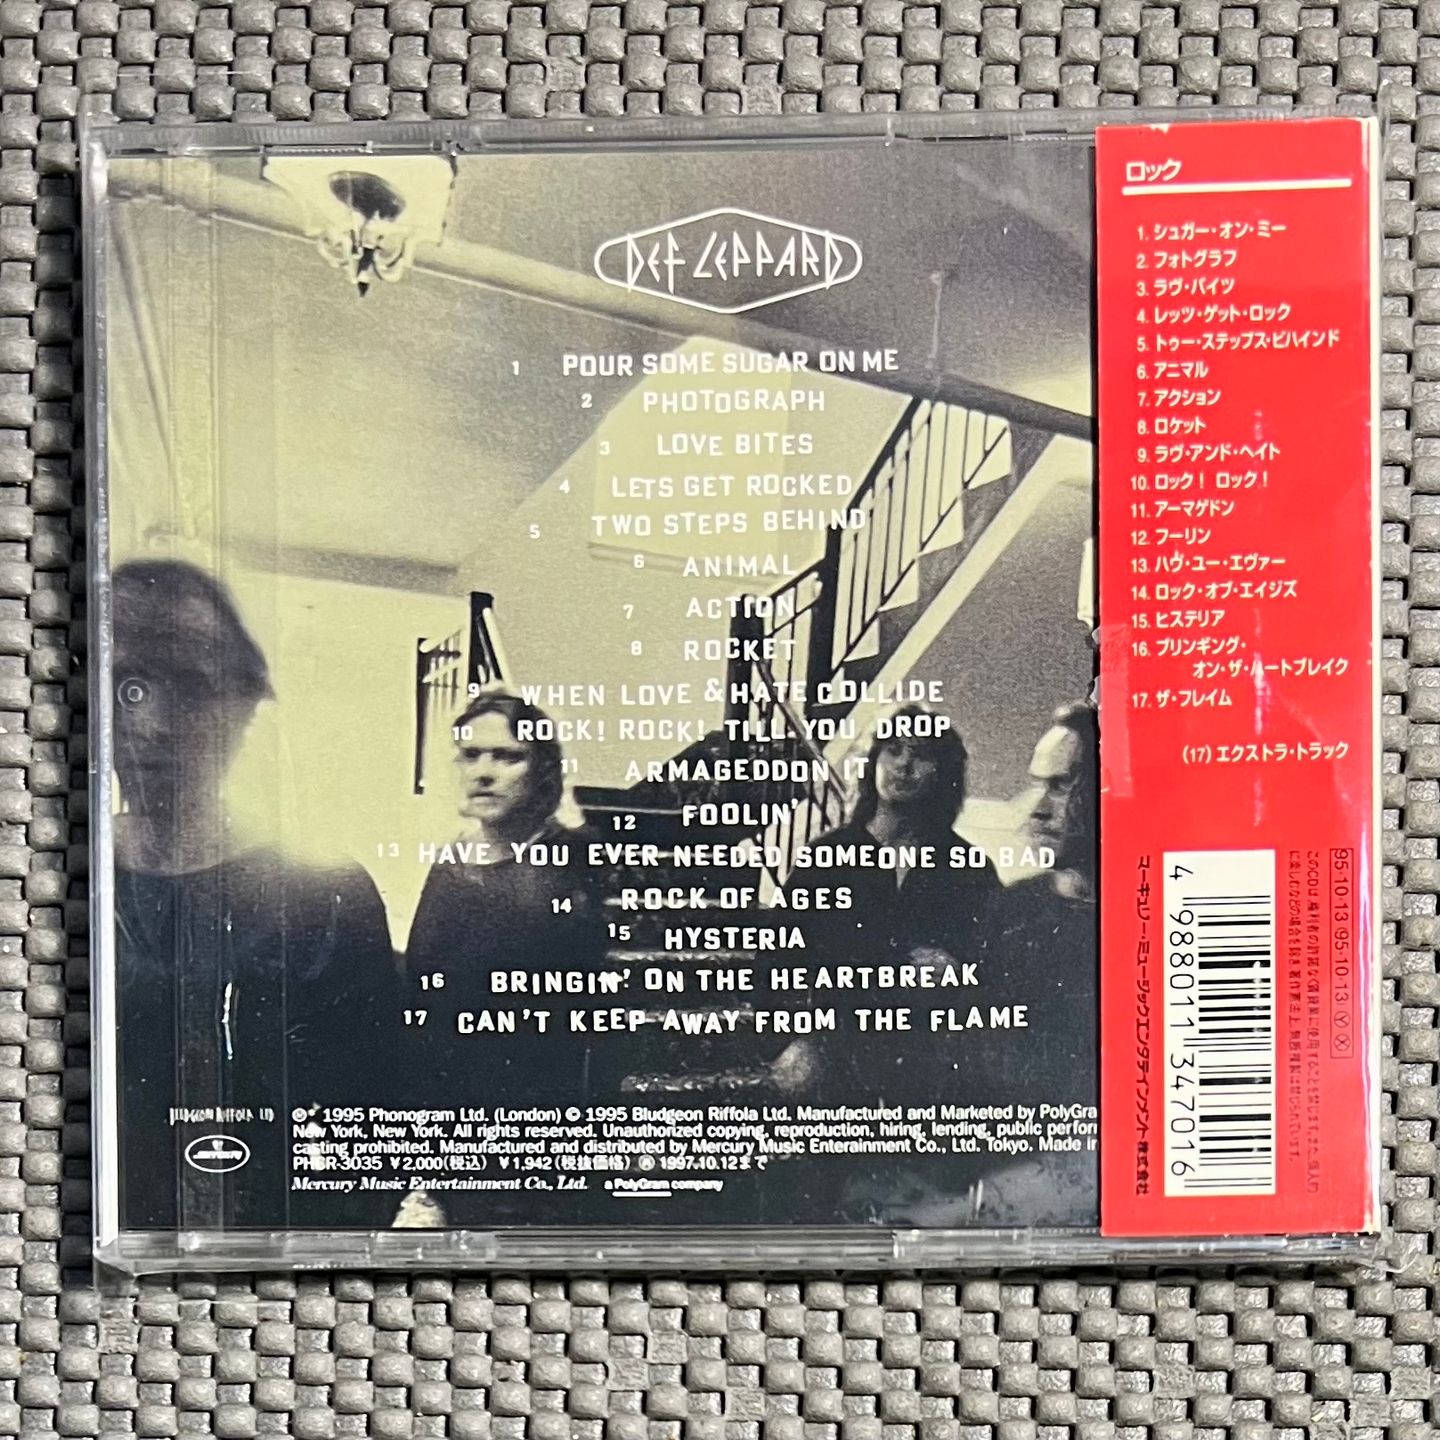 DEF LEPPARD
1 POUR SOME SUGAR ON ME
2 PHOTOGRAPH
3 LOVE BITES
4 LETS GET ROCKED
5 TWO STEPS BEHIND
6 ANIMAL
7 ACTION
8 ROCKET
9 WHEN LOVE & HATE COLLIDE
10 ROCK! ROCK! TILL YOU DROP
11 ARMAGEDDON IT
12 FOOLIN'
13 HAVE YOU EVER NEEDED SOMEONE SO BAD
14 ROCK OF AGES
15 HYSTERIA
16 BRINGIN' ON THE HEARTBREAK
17 CAN'T KEEP AWAY FROM THE FLAME
BLUDGEON RIFFOLA LTD
℗ 1995 Phonogram Ltd. (London) © 1995 Bludgeon Riffola Ltd. Manufactured and Marketed by PolyGra
New York, New York. All rights reserved. Unauthorized copying, reproduction, hiring, lending, public perfor
casting prohibited. Manufactured and distributed by Mercury Music Enterainment Co., Ltd. Tokyo. Made i
PHCR-3035 ¥2,000(税込) ¥1,942(税抜価格) Ⓡ 1997.10.12まで
Mercury Music Entertainment Co., Ltd. a PolyGram company
ロック
1. シュガー・オン・ミー
2. フォトグラフ
3. ラヴ・バイツ
4. レッツ・ゲット・ロック
5. トゥー・ステップス・ビハインド
6. アニマル
7. アクション
8. ロケット
9. ラヴ・アンド・ヘイト
10. ロック！ ロック！
11. アーマゲドン
12. フーリン
13. ハヴ・ユー・エヴァー
14. ロック・オブ・エイジズ
15. ヒステリア
16. ブリンギング・
オン・ザ・ハートブレイク
17. ザ・フレイム
(17) エクストラ・トラック
95・10・13 (95・10・13) Ⓨ Ⓧ
マーキュリー・ミュージックエンタテインメント株式会社
4 988011 347016